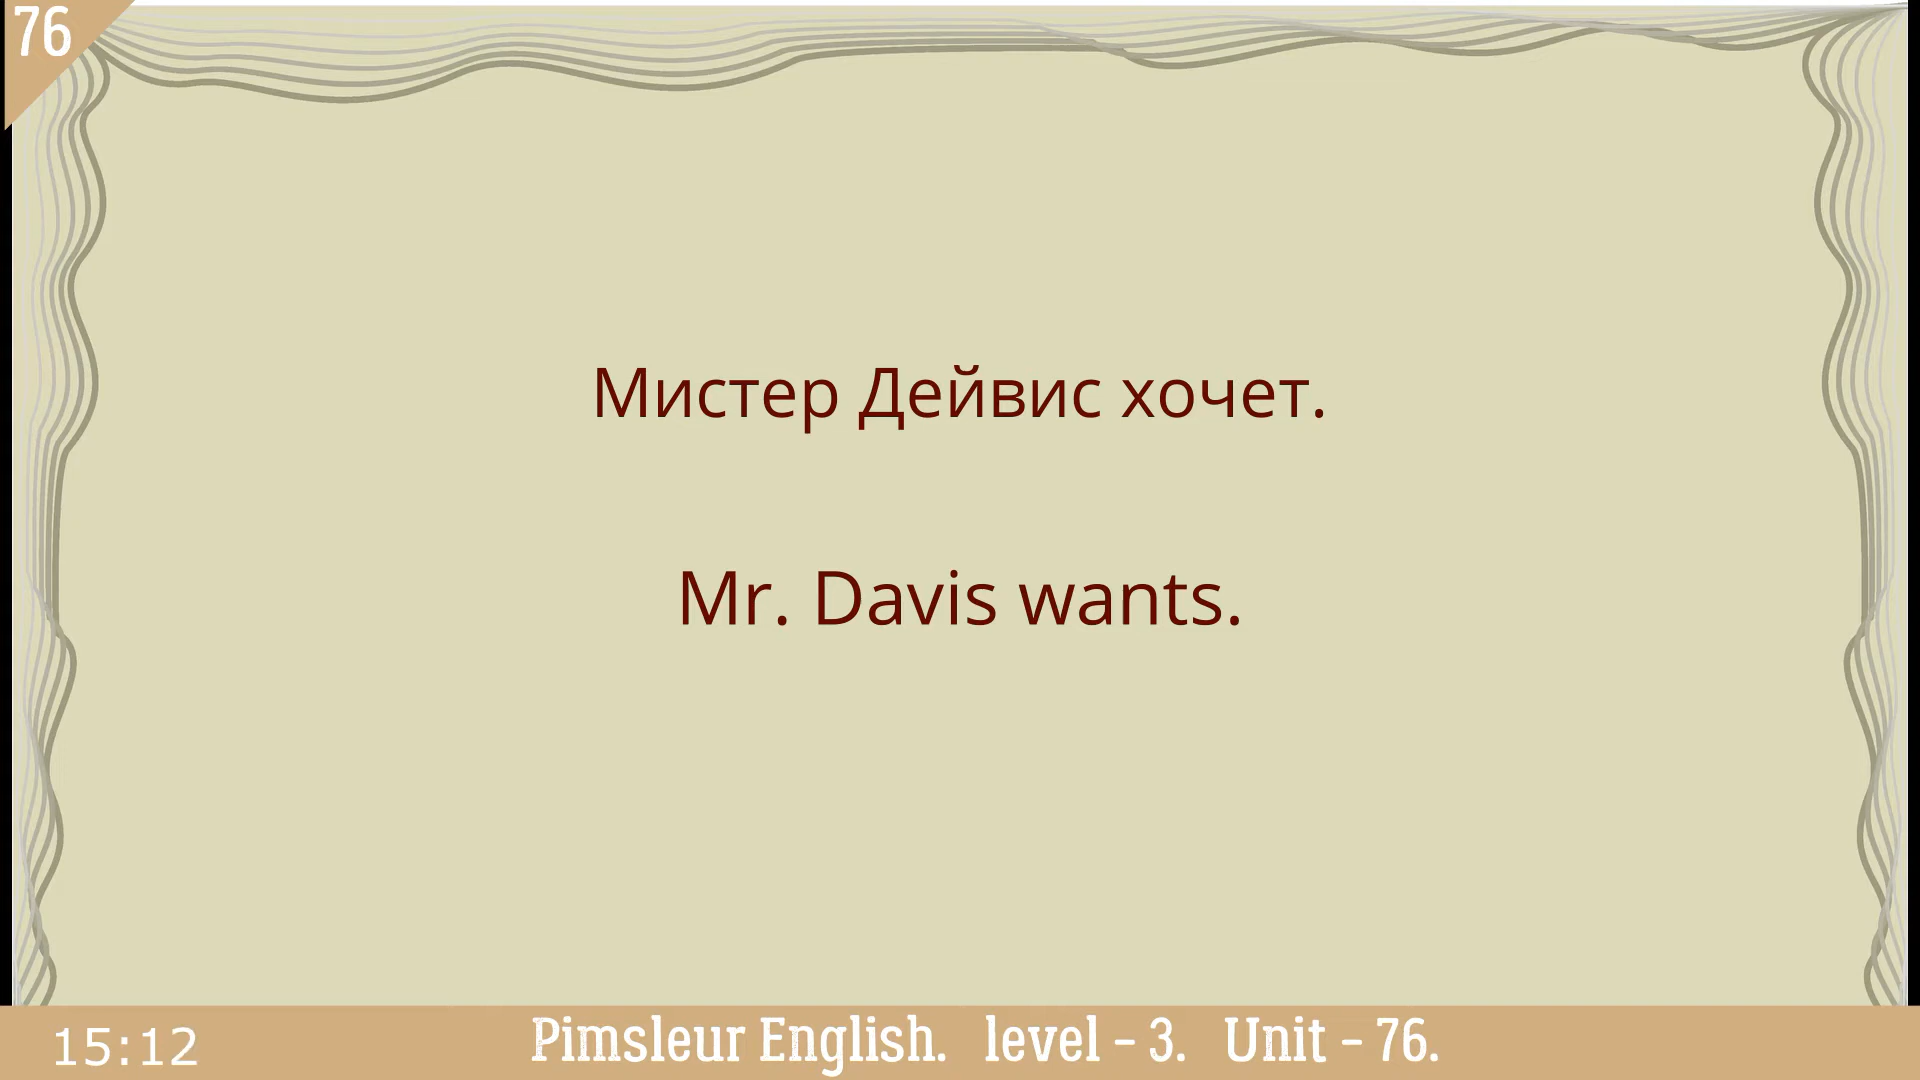 76
Мистер Дейвис хочет.
Mr. Davis wants.
15:12
Pimsleur English. level – 3. Unit – 76.